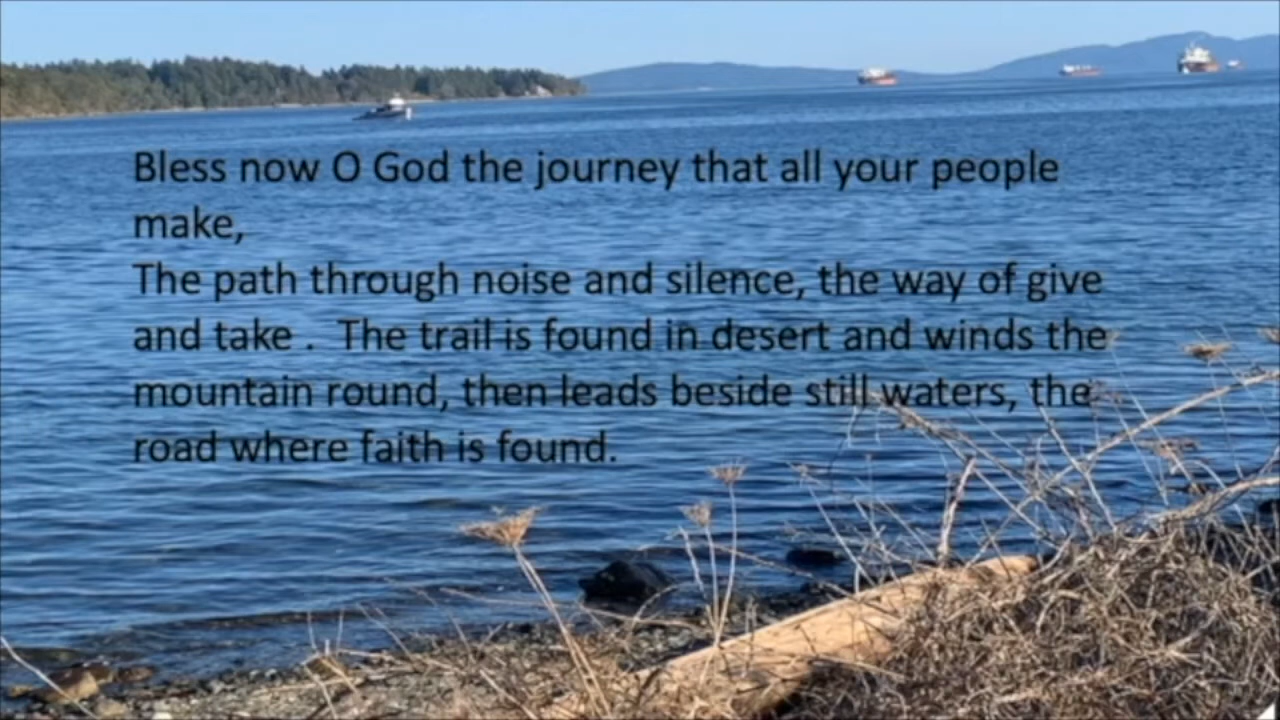 Bless now O God the journey that all your people
make,
The path through noise and silence, the way of give
and take .  The trail is found in desert and winds the
mountain round, then leads beside still waters, the
road where faith is found.